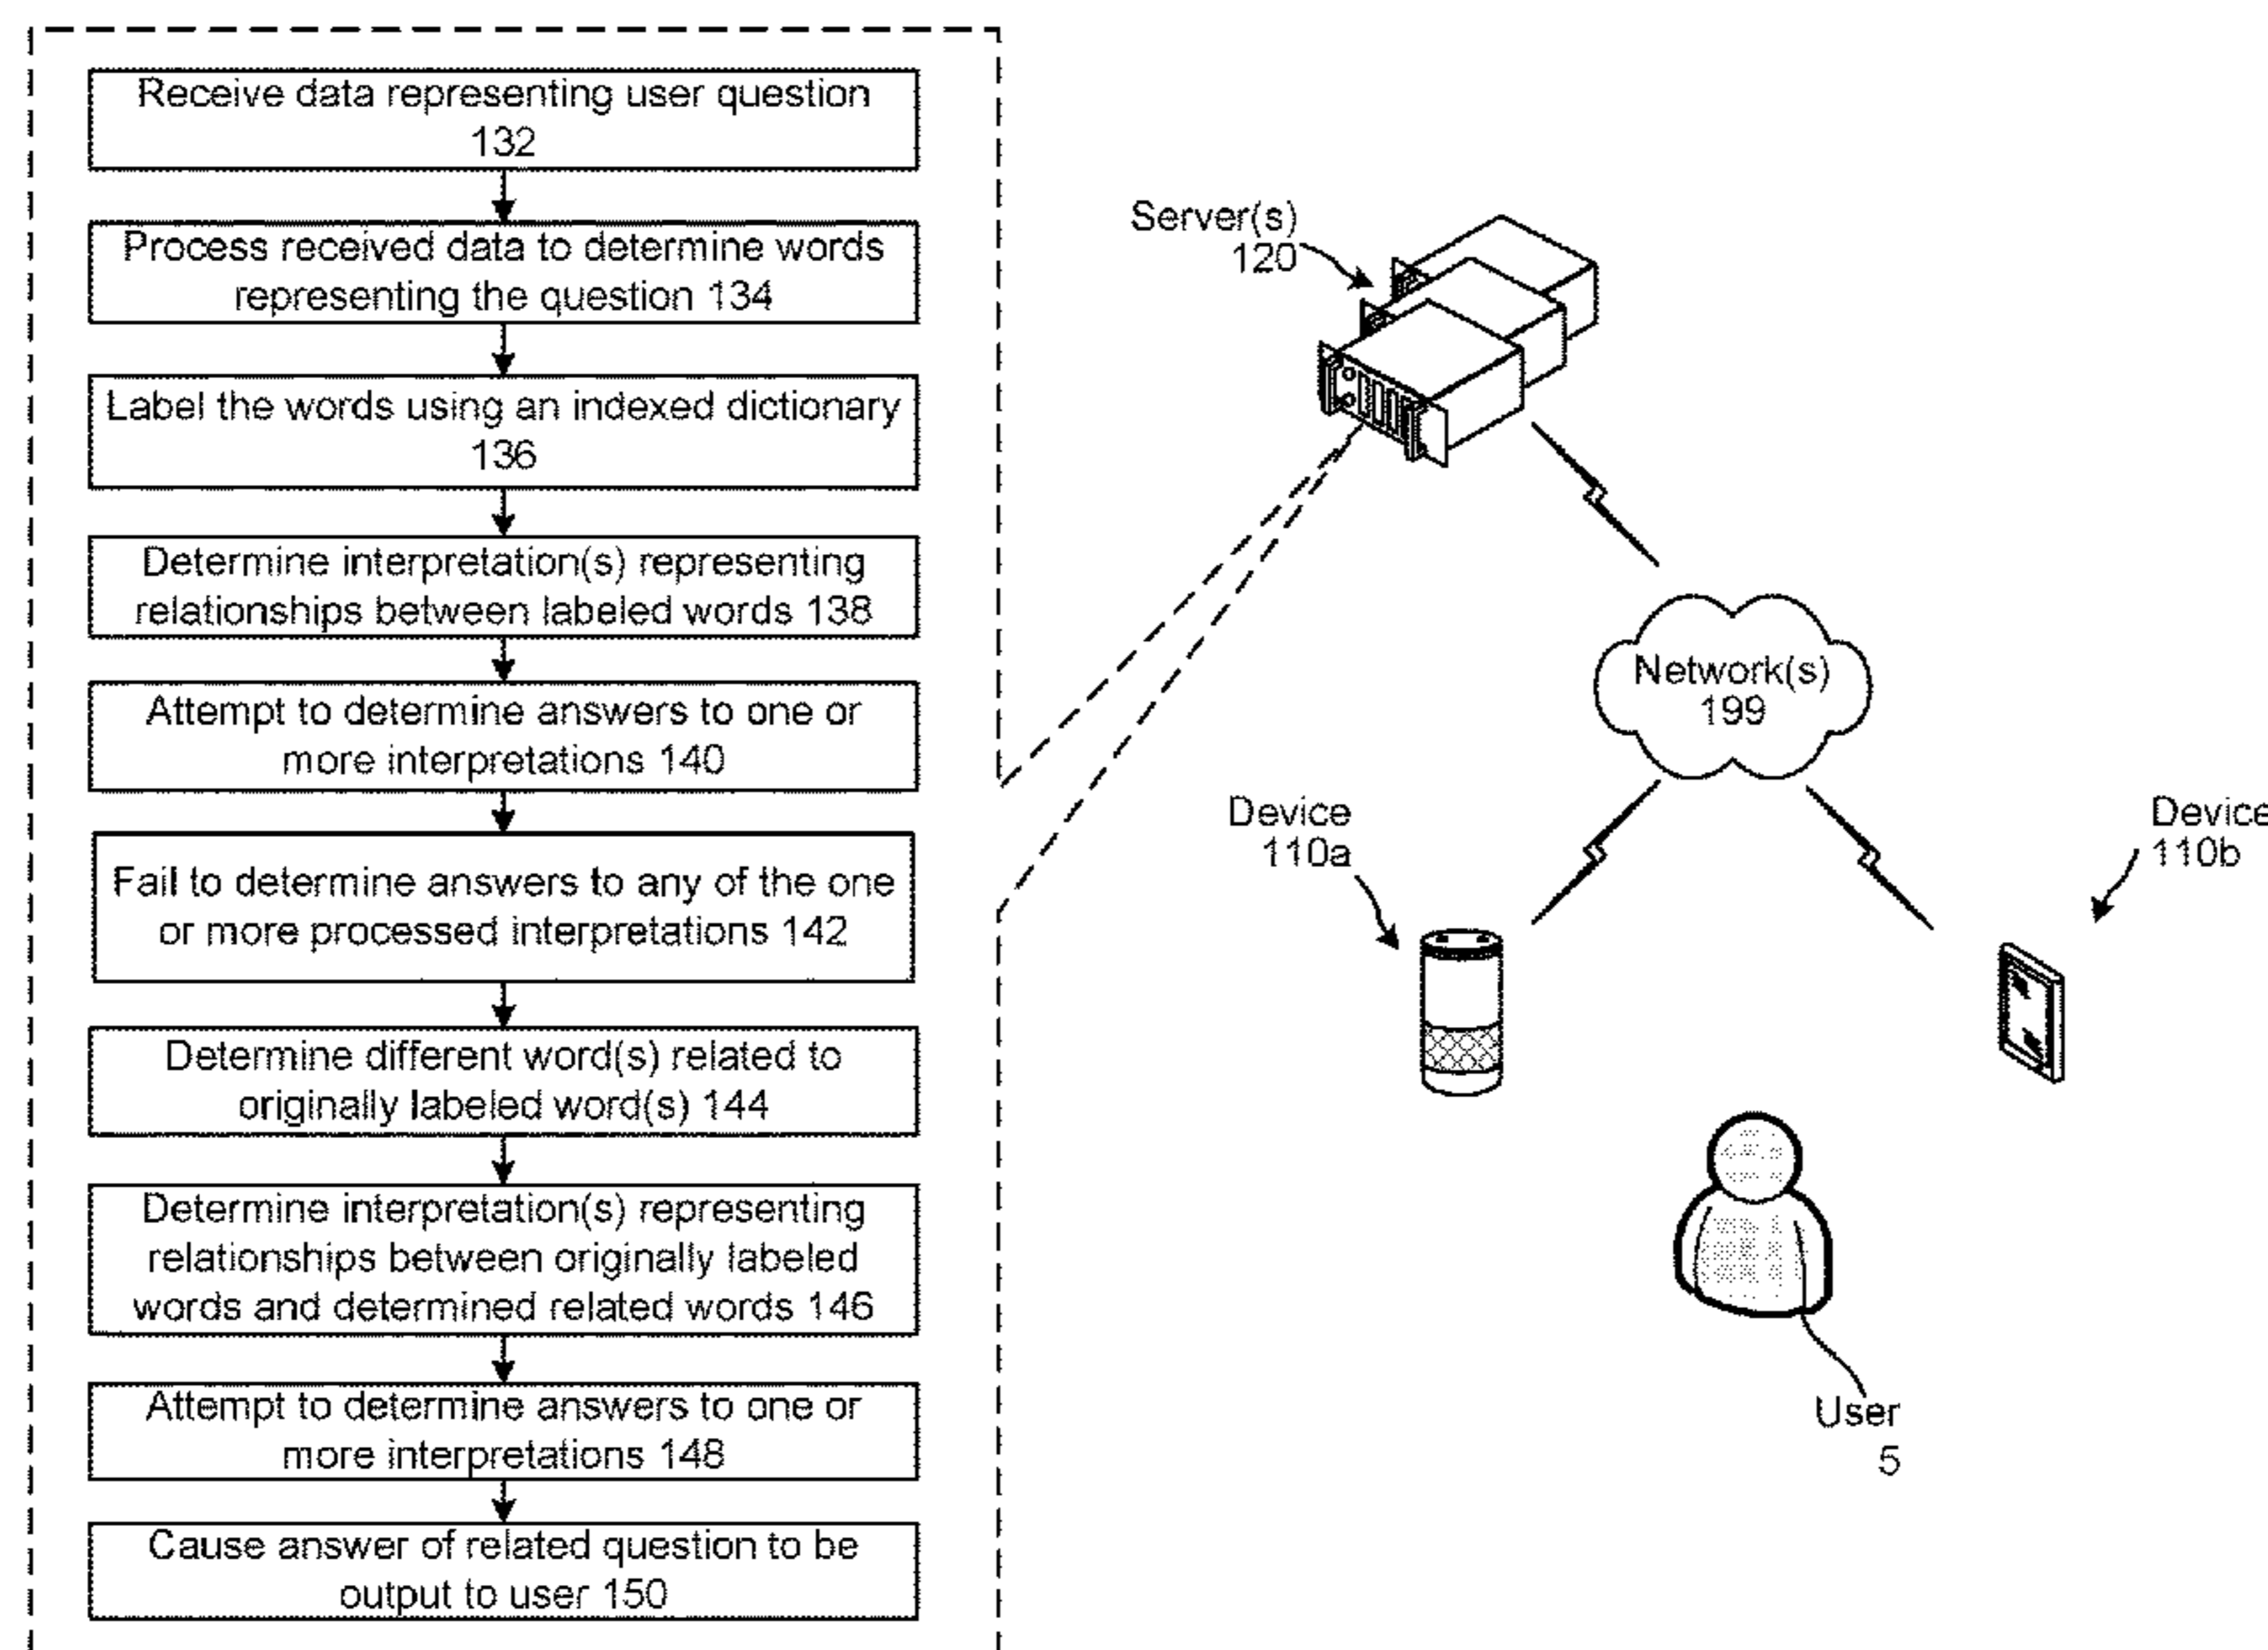 Receive data representing user question
132
Process received data to determine words
representing the question 134
Label the words using an indexed dictionary
136
Determine interpretation(s) representing
relationships between labeled words 138
Attempt to determine answers to one or
more interpretations 140
Fail to determine answers to any of the one
or more processed interpretations 142
Determine different word(s) related to
originally labeled word(s) 144
Determine interpretation(s) representing
relationships between originally labeled
words and determined related words 146
Attempt to determine answers to one or
more interpretations 148
Cause answer of related question to be
output to user 150
Server(s)
120
Network(s)
199
Device
110a
Device
110b
User
5